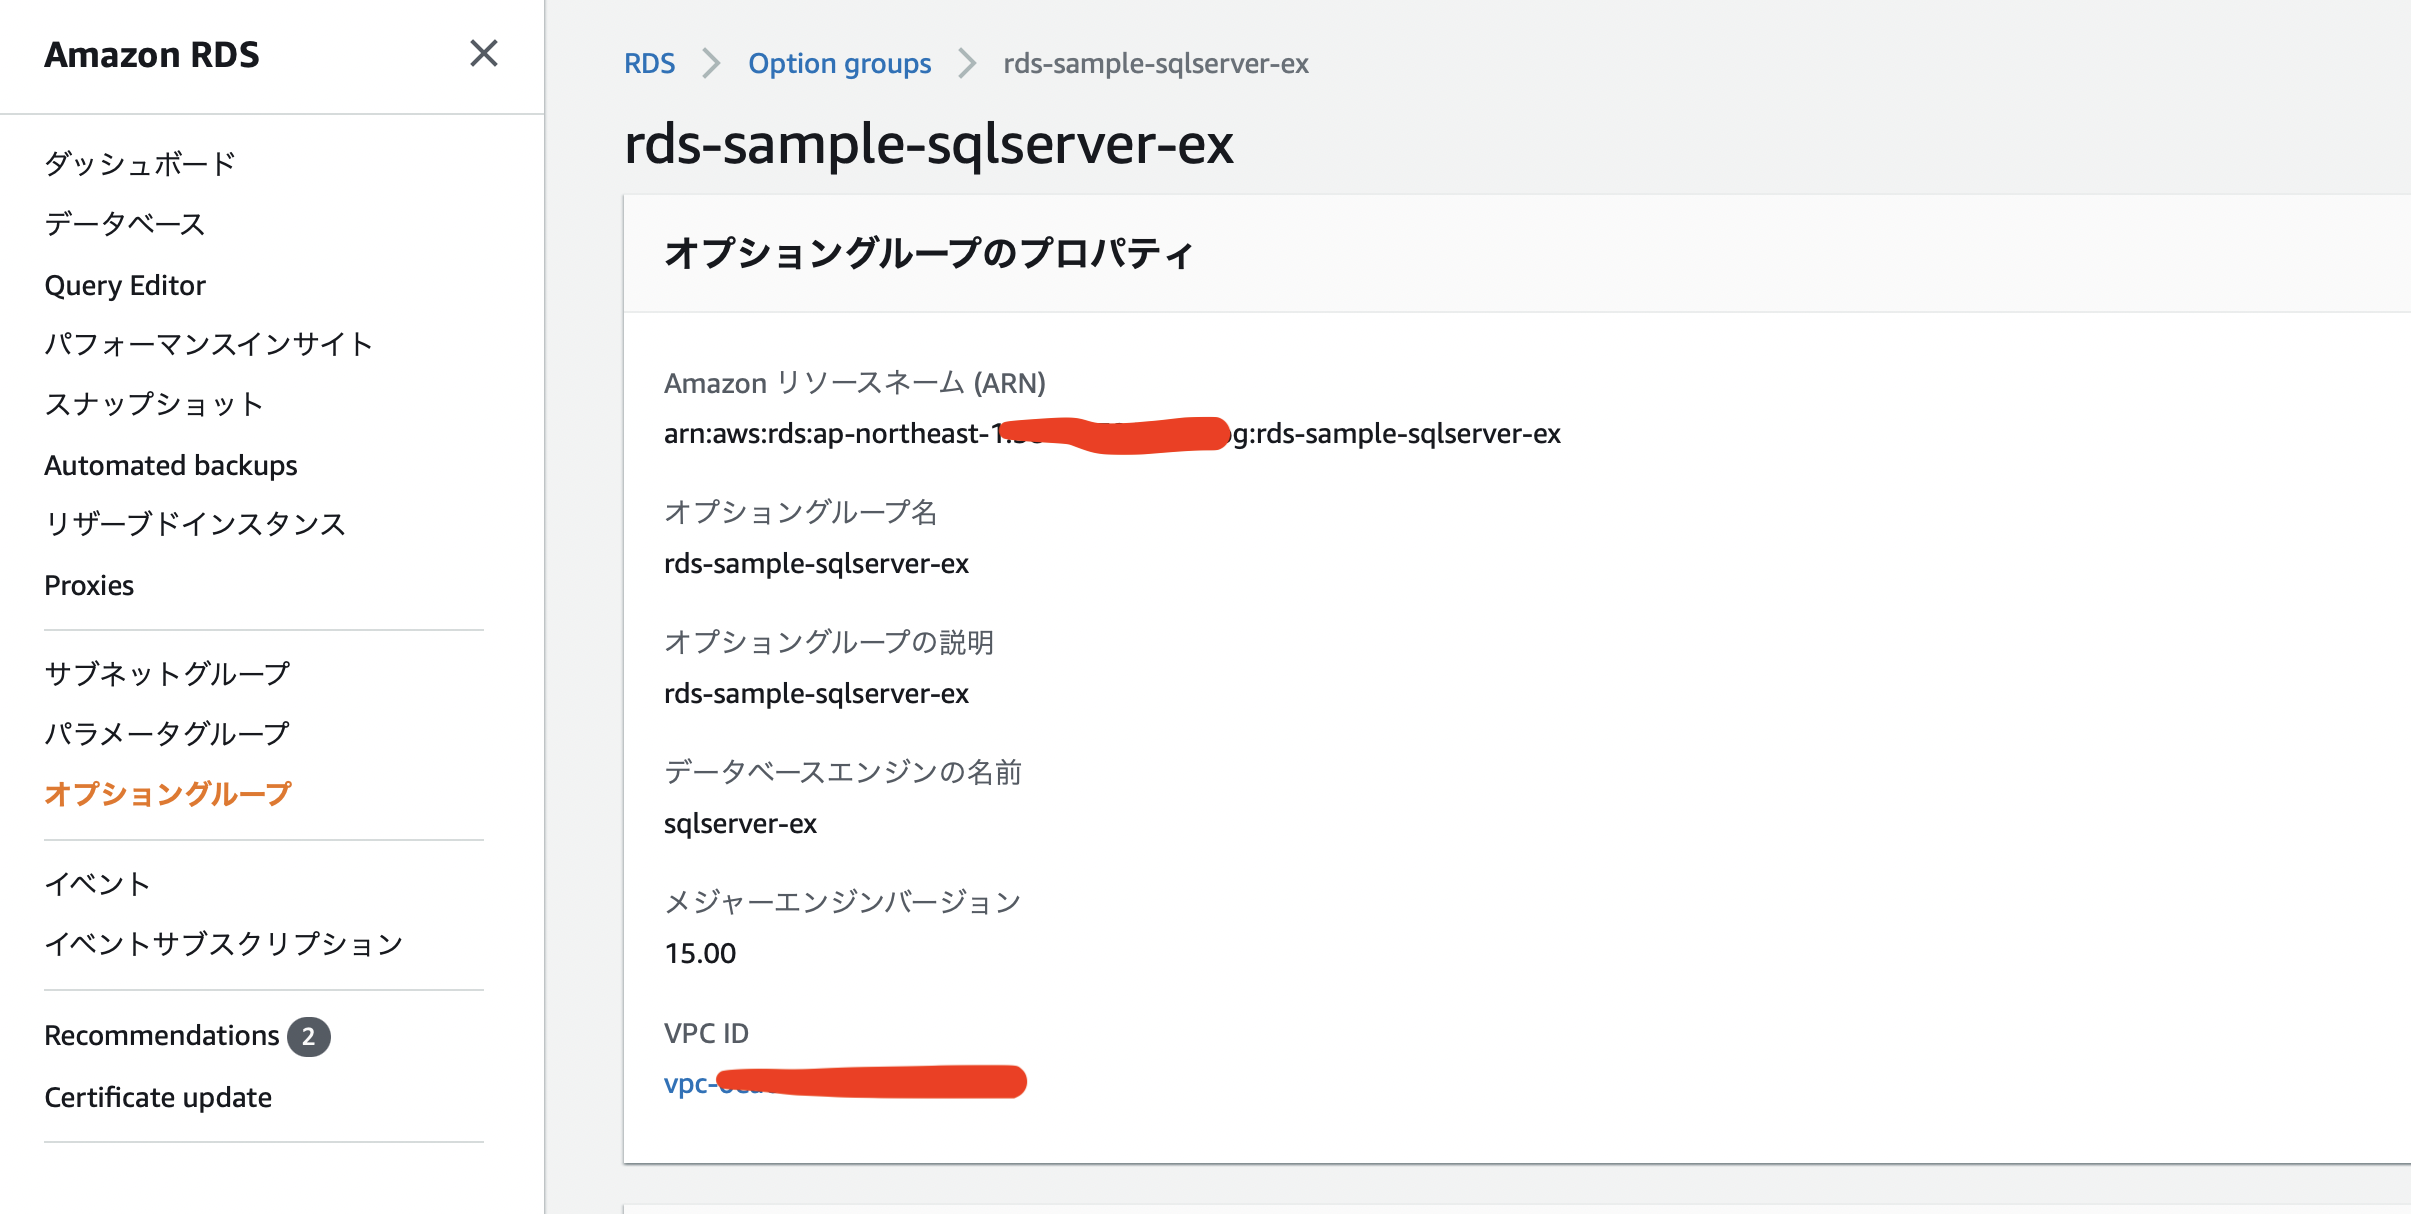 Amazon RDS
ダッシュボード
データベース
Query Editor
パフォーマンスインサイト
スナップショット
Automated backups
リザーブドインスタンス
Proxies
サブネットグループ
パラメータグループ
オプショングループ
イベント
イベントサブスクリプション
Recommendations 2
Certificate update
RDS > Option groups > rds-sample-sqlserver-ex
rds-sample-sqlserver-ex
オプショングループのプロパティ
Amazon リソースネーム (ARN)
arn:aws:rds:ap-northeast-1 g:rds-sample-sqlserver-ex
オプショングループ名
rds-sample-sqlserver-ex
オプショングループの説明
rds-sample-sqlserver-ex
データベースエンジンの名前
sqlserver-ex
メジャーエンジンバージョン
15.00
VPC ID
vpc-